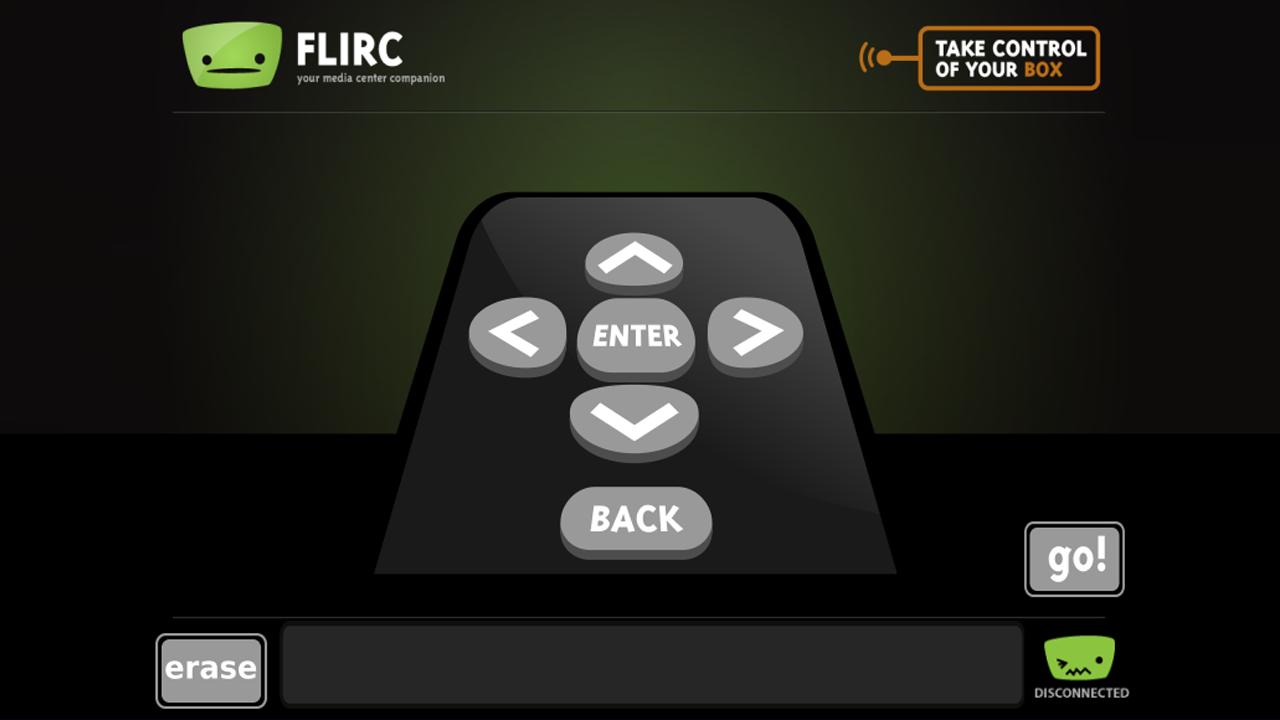 FLIRC
your media center companion
TAKE CONTROL
OF YOUR BOX
ENTER
BACK
go!
erase
DISCONNECTED